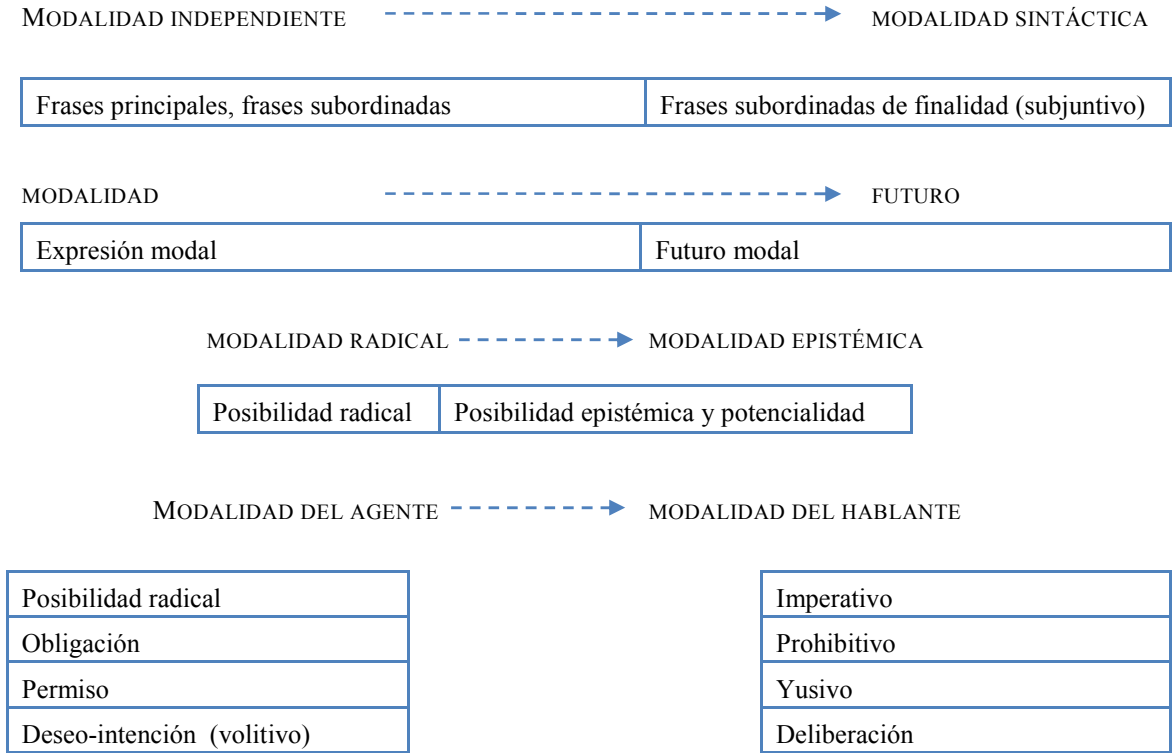 MODALIDAD INDEPENDIENTE MODALIDAD SINTÁCTICA
Frases principales, frases subordinadas Frases subordinadas de finalidad (subjuntivo)
MODALIDAD FUTURO
Expresión modal Futuro modal
MODALIDAD RADICAL MODALIDAD EPISTÉMICA
Posibilidad radical Posibilidad epistémica y potencialidad
MODALIDAD DEL AGENTE MODALIDAD DEL HABLANTE
Posibilidad radical Imperativo
Obligación Prohibitivo
Permiso Yusivo
Deseo-intención (volitivo) Deliberación